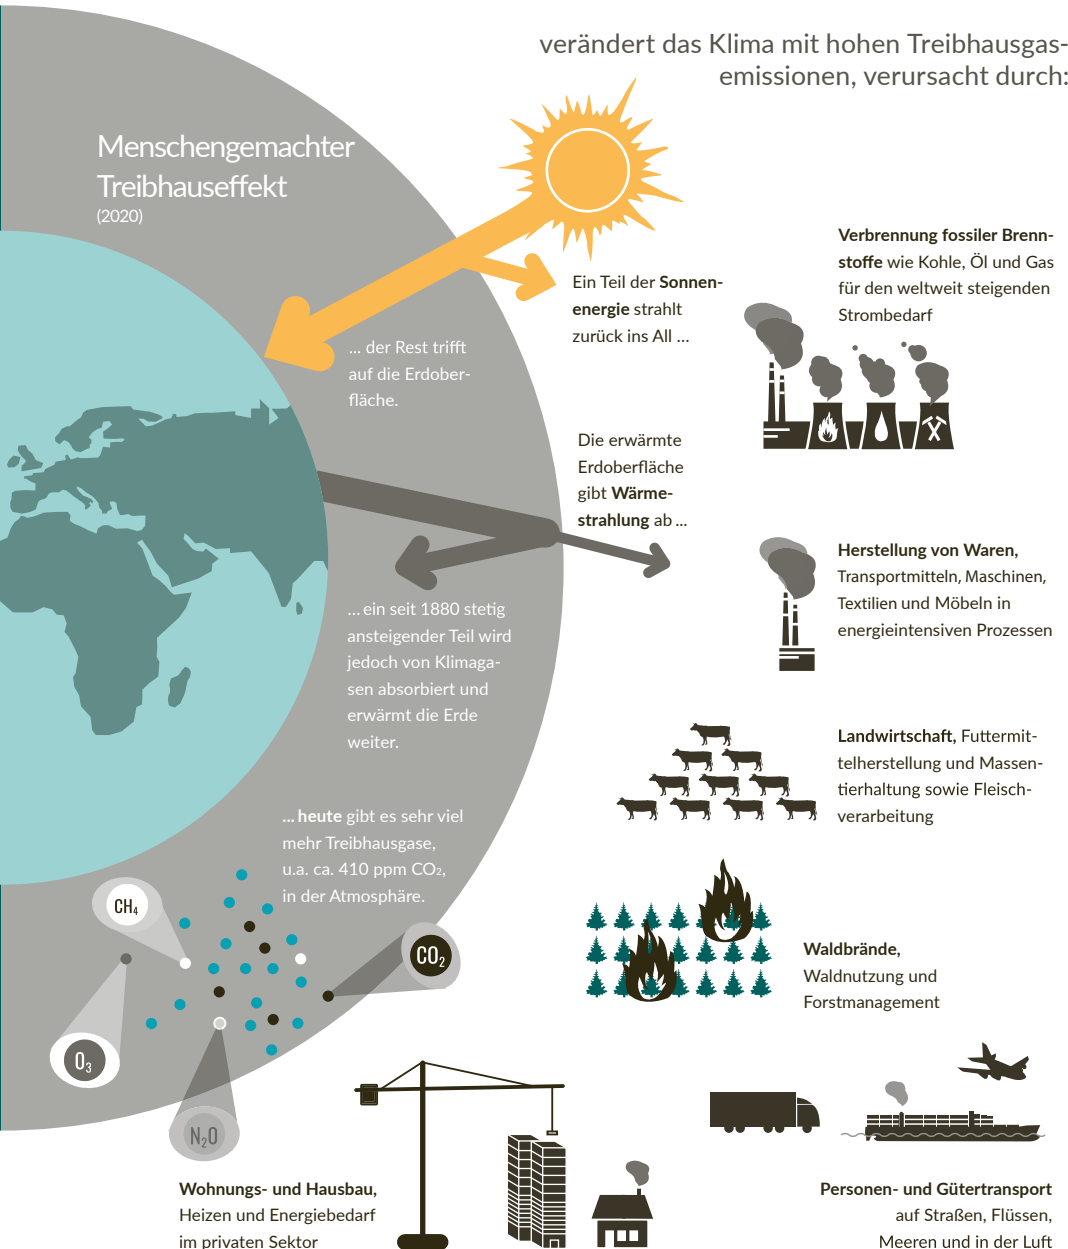 verändert das Klima mit hohen Treibhausgas-
emissionen, verursacht durch:
Menschengemachter
Treibhauseffekt
(2020)
Ein Teil der Sonnen-
energie strahlt
zurück ins All ...
... der Rest trifft
auf die Erdober-
fläche.
Die erwärmte
Erdoberfläche
gibt Wärme-
strahlung ab ...
... ein seit 1880 stetig
ansteigender Teil wird
jedoch von Klimaga-
sen absorbiert und
erwärmt die Erde
weiter.
... heute gibt es sehr viel
mehr Treibhausgase,
u.a. ca. 410 ppm CO₂,
in der Atmosphäre.
CH₄
CO₂
O₃
N₂O
Verbrennung fossiler Brenn-
stoffe wie Kohle, Öl und Gas
für den weltweit steigenden
Strombedarf
Herstellung von Waren,
Transportmitteln, Maschinen,
Textilien und Möbeln in
energieintensiven Prozessen
Landwirtschaft, Futtermit-
telherstellung und Massen-
tierhaltung sowie Fleisch-
verarbeitung
Waldbrände,
Waldnutzung und
Forstmanagement
Wohnungs- und Hausbau,
Heizen und Energiebedarf
im privaten Sektor
Personen- und Gütertransport
auf Straßen, Flüssen,
Meeren und in der Luft